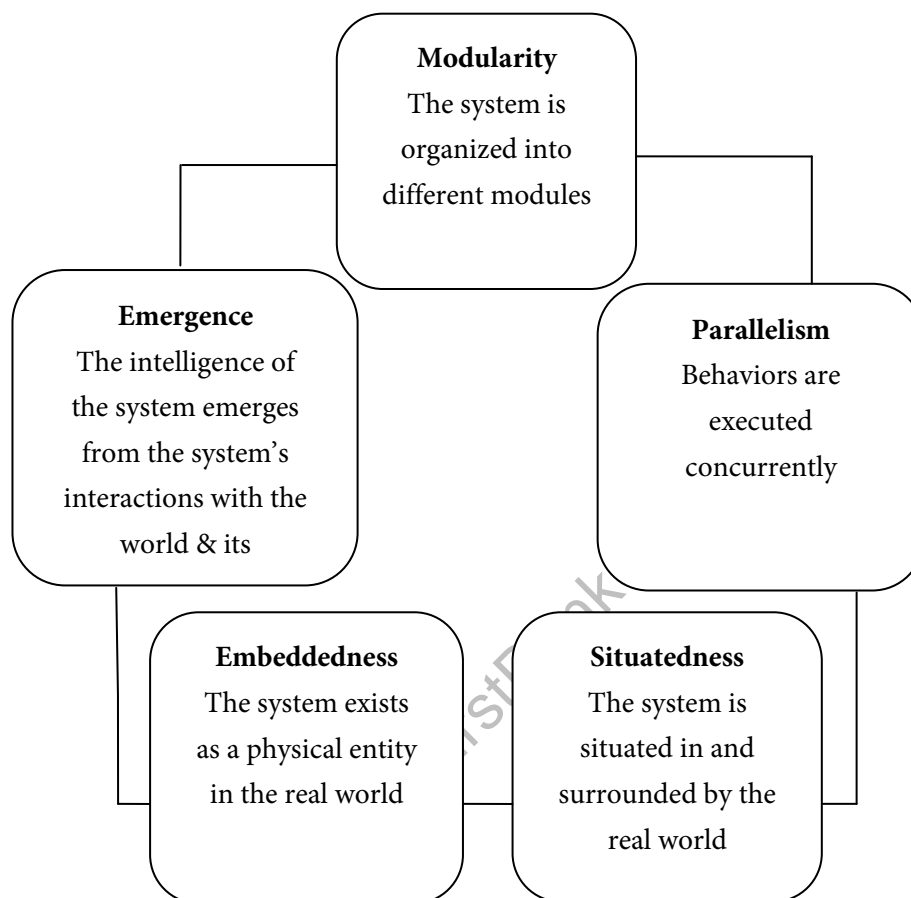 Modularity
The system is
organized into
different modules
Emergence
The intelligence of
the system emerges
from the system’s
interactions with the
world & its
Parallelism
Behaviors are
executed
concurrently
Embeddedness
The system exists
as a physical entity
in the real world
Situatedness
The system is
situated in and
surrounded by the
real world